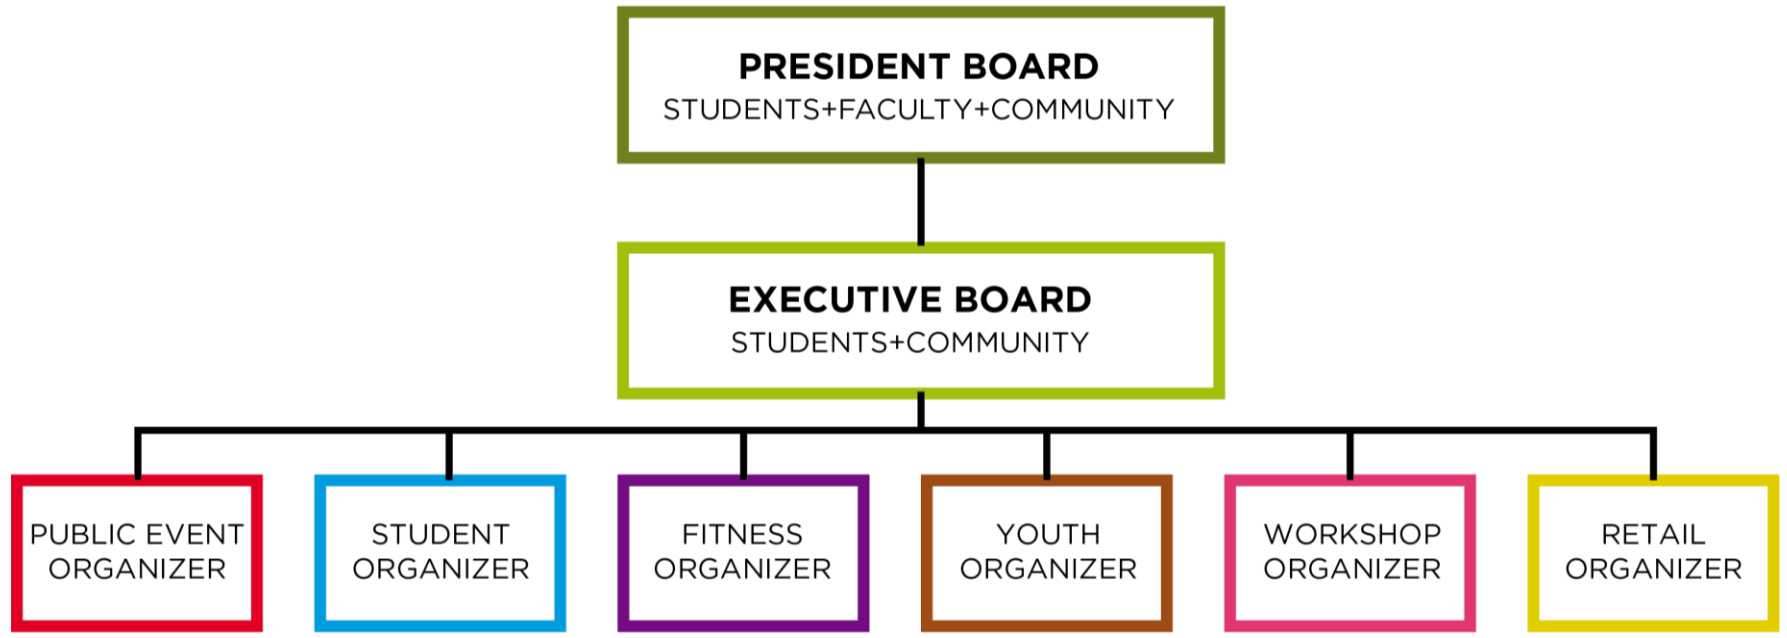 PRESIDENT BOARD
STUDENTS+FACULTY+COMMUNITY
EXECUTIVE BOARD
STUDENTS+COMMUNITY
PUBLIC EVENT
ORGANIZER
STUDENT
ORGANIZER
FITNESS
ORGANIZER
YOUTH
ORGANIZER
WORKSHOP
ORGANIZER
RETAIL
ORGANIZER